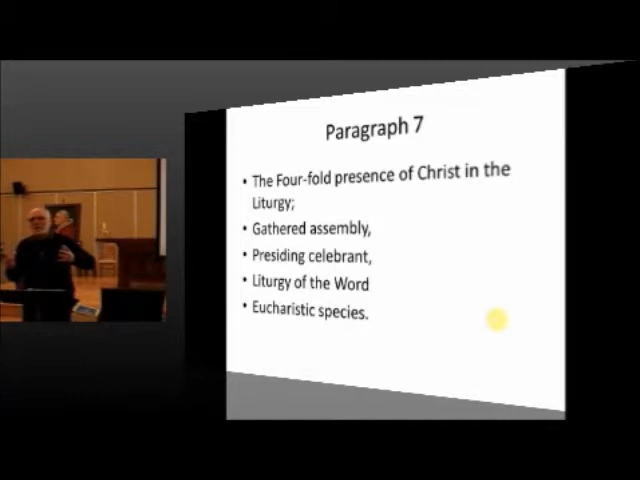 Paragraph 7
• The Four-fold presence of Christ in the
Liturgy;
• Gathered assembly,
• Presiding celebrant,
• Liturgy of the Word
• Eucharistic species.